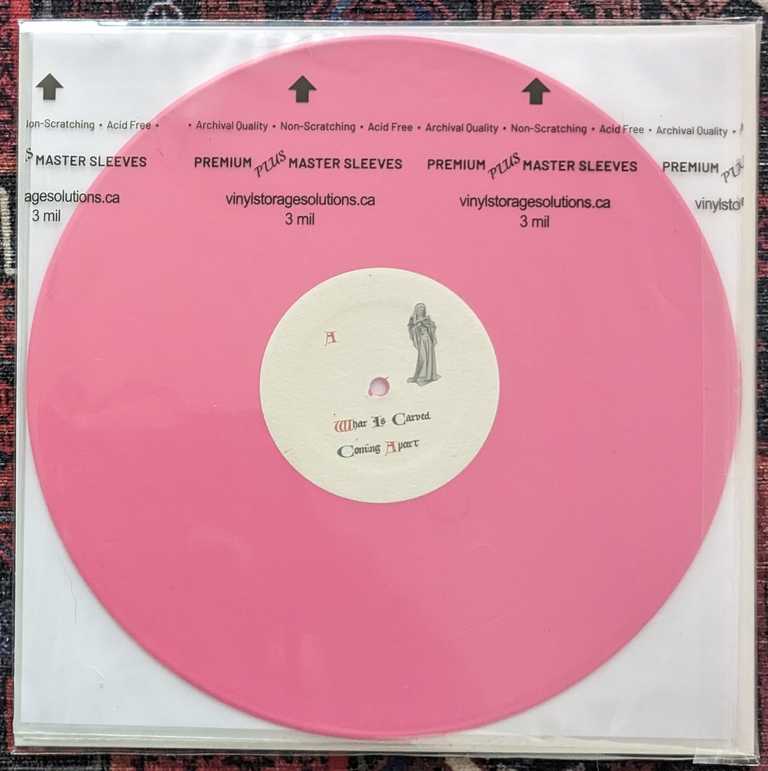 Non-Scratching • Acid Free • • Archival Quality • Non-Scratching • Acid Free • Archival Quality • Non-Scratching • Acid Free • Archival Quality •
MASTER SLEEVES PREMIUM PLUS MASTER SLEEVES PREMIUM PLUS MASTER SLEEVES PREMIUM PLU
agesolutions.ca vinylstoragesolutions.ca vinylstoragesolutions.ca vinylsto
3 mil 3 mil 3 mil
A
What Is Carved
Coming Apart